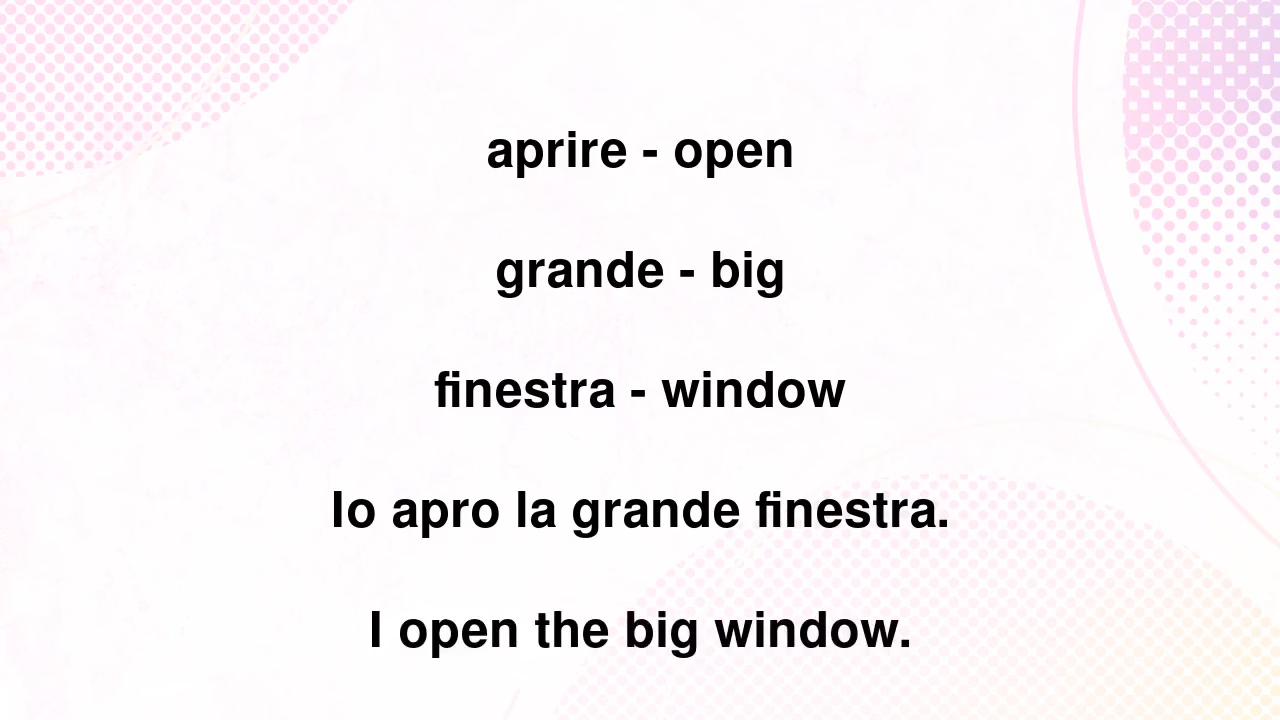 aprire - open
grande - big
finestra - window
Io apro la grande finestra.
I open the big window.